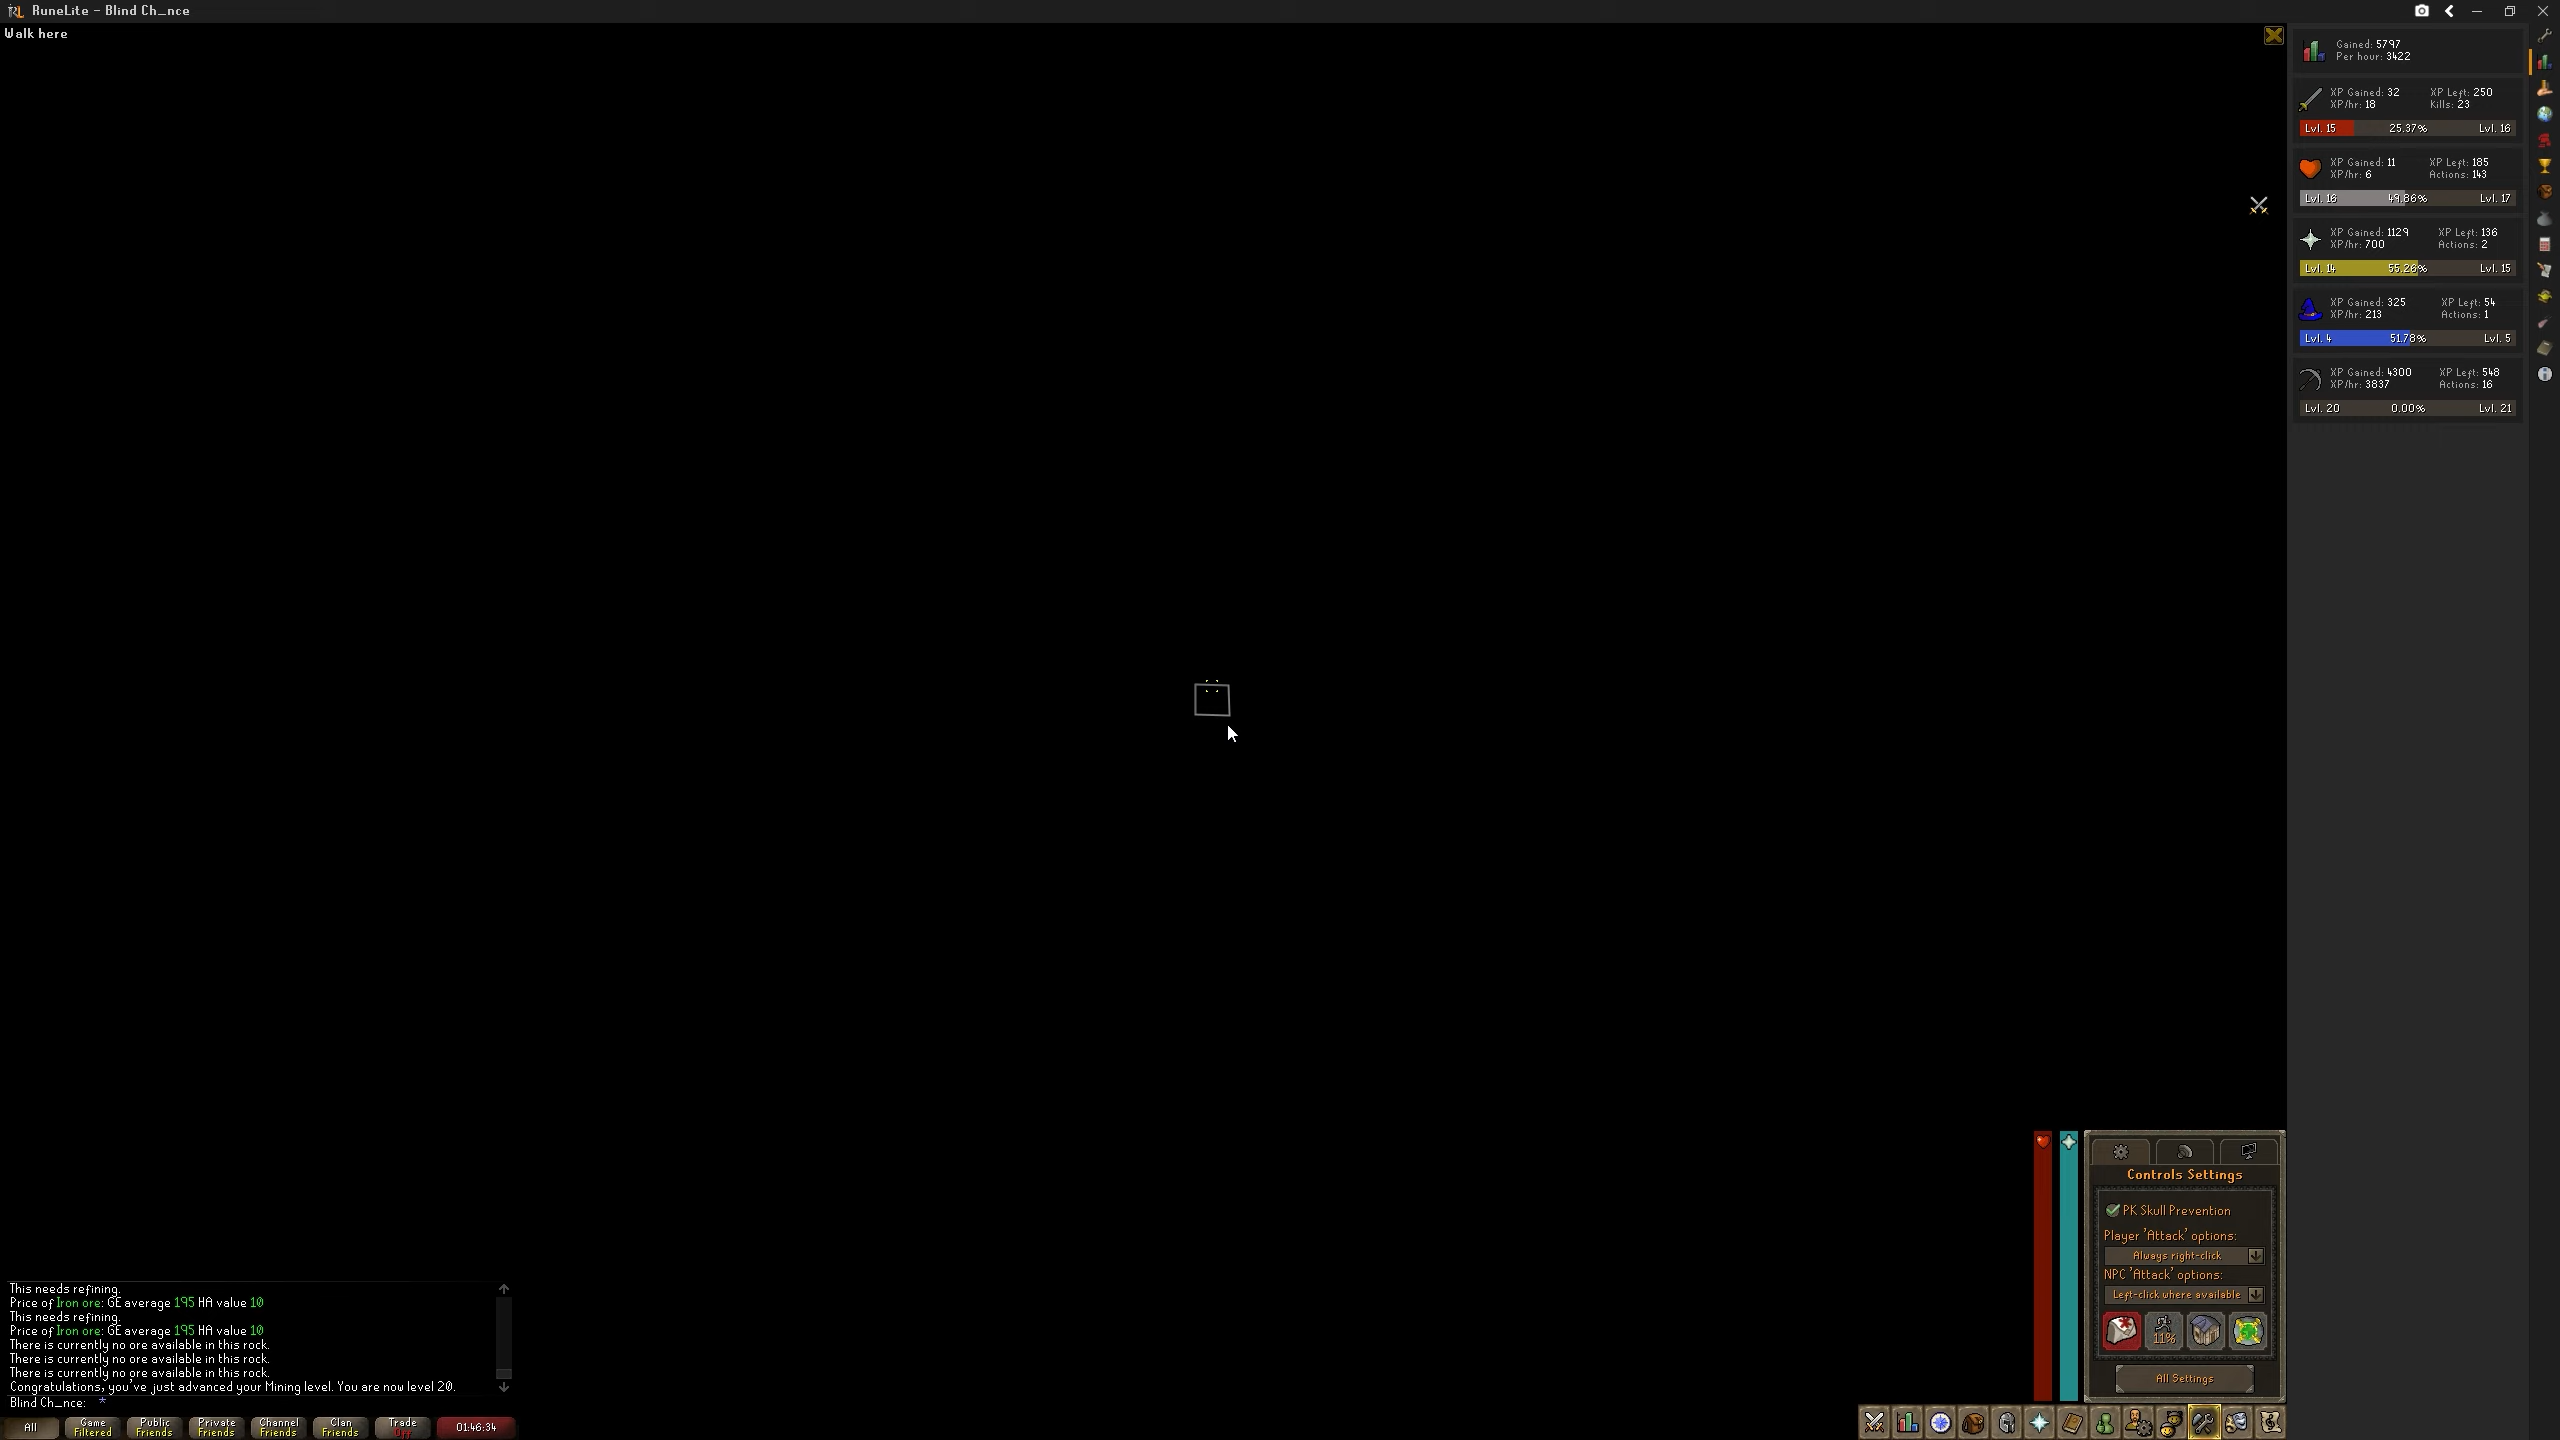 RuneLite - Blind Ch_nce
Walk here
Gained: 5797
Per hour: 3422
XP Gained: 32 XP Left: 250
XP/hr: 18 Kills: 23
Lvl. 15 25.37% Lvl. 16
XP Gained: 11 XP Left: 185
XP/hr: 6 Actions: 143
Lvl. 16 49.86% Lvl. 17
XP Gained: 1129 XP Left: 136
XP/hr: 700 Actions: 2
Lvl. 14 55.26% Lvl. 15
XP Gained: 325 XP Left: 54
XP/hr: 213 Actions: 1
Lvl. 4 51.78% Lvl. 5
XP Gained: 4300 XP Left: 548
XP/hr: 3837 Actions: 16
Lvl. 20 0.00% Lvl. 21
Controls Settings
PK Skull Prevention
Player 'Attack' options:
Always right-click
NPC 'Attack' options:
Left-click where available
11%
All Settings
This needs refining.
Price of Iron ore: GE average 195 HA value 10
This needs refining.
Price of Iron ore: GE average 195 HA value 10
There is currently no ore available in this rock.
There is currently no ore available in this rock.
There is currently no ore available in this rock.
Congratulations, you've just advanced your Mining level. You are now level 20.
Blind Ch_nce: *
All
Game
Filtered
Public
Friends
Private
Friends
Channel
Friends
Clan
Friends
Trade
Off
01:46:34